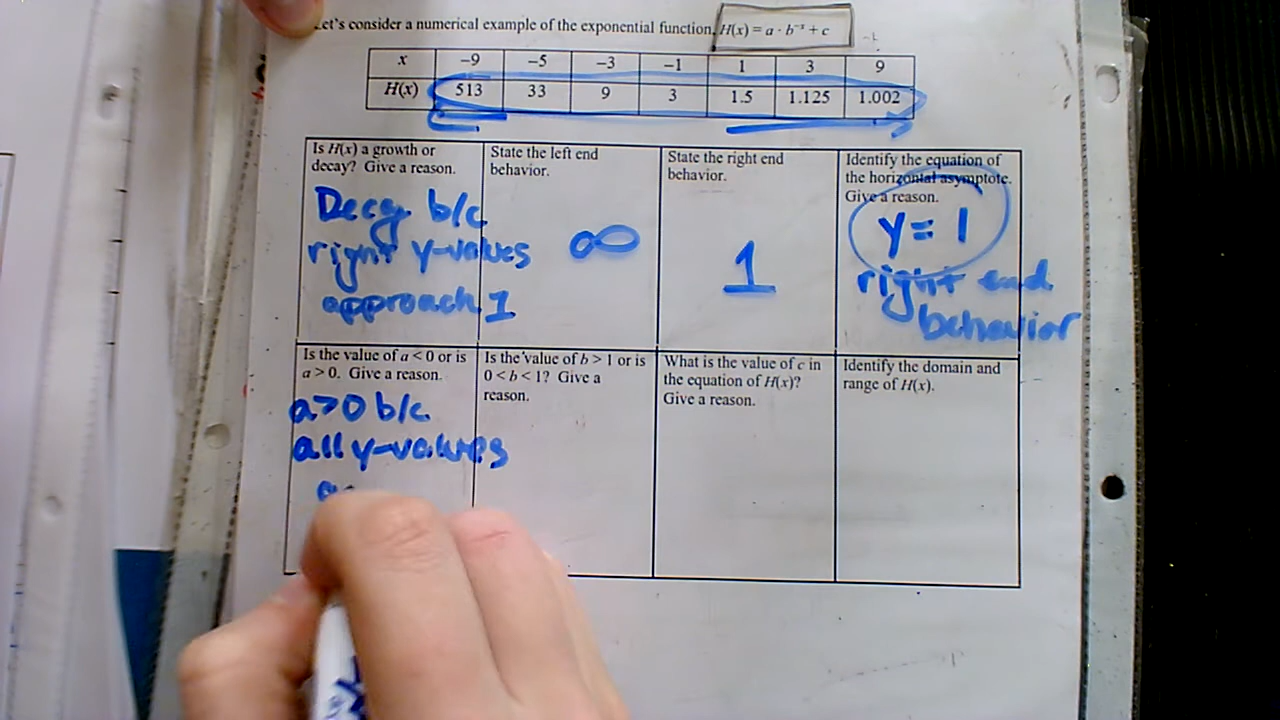 Let's consider a numerical example of the exponential function, H(x) = a · b⁻ˣ + c
x −9 −5 −3 −1 1 3 9
H(x) 513 33 9 3 1.5 1.125 1.002
Is H(x) a growth or
decay? Give a reason.
Decay b/c
right y-values
approach 1
State the left end
behavior.
∞
State the right end
behavior.
1
Identify the equation of
the horizontal asymptote.
Give a reason.
y = 1
right end
behavior
Is the value of a < 0 or is
a > 0. Give a reason.
a>0 b/c
all y-values
Is the value of b > 1 or is
0 < b < 1? Give a
reason.
What is the value of c in
the equation of H(x)?
Give a reason.
Identify the domain and
range of H(x).